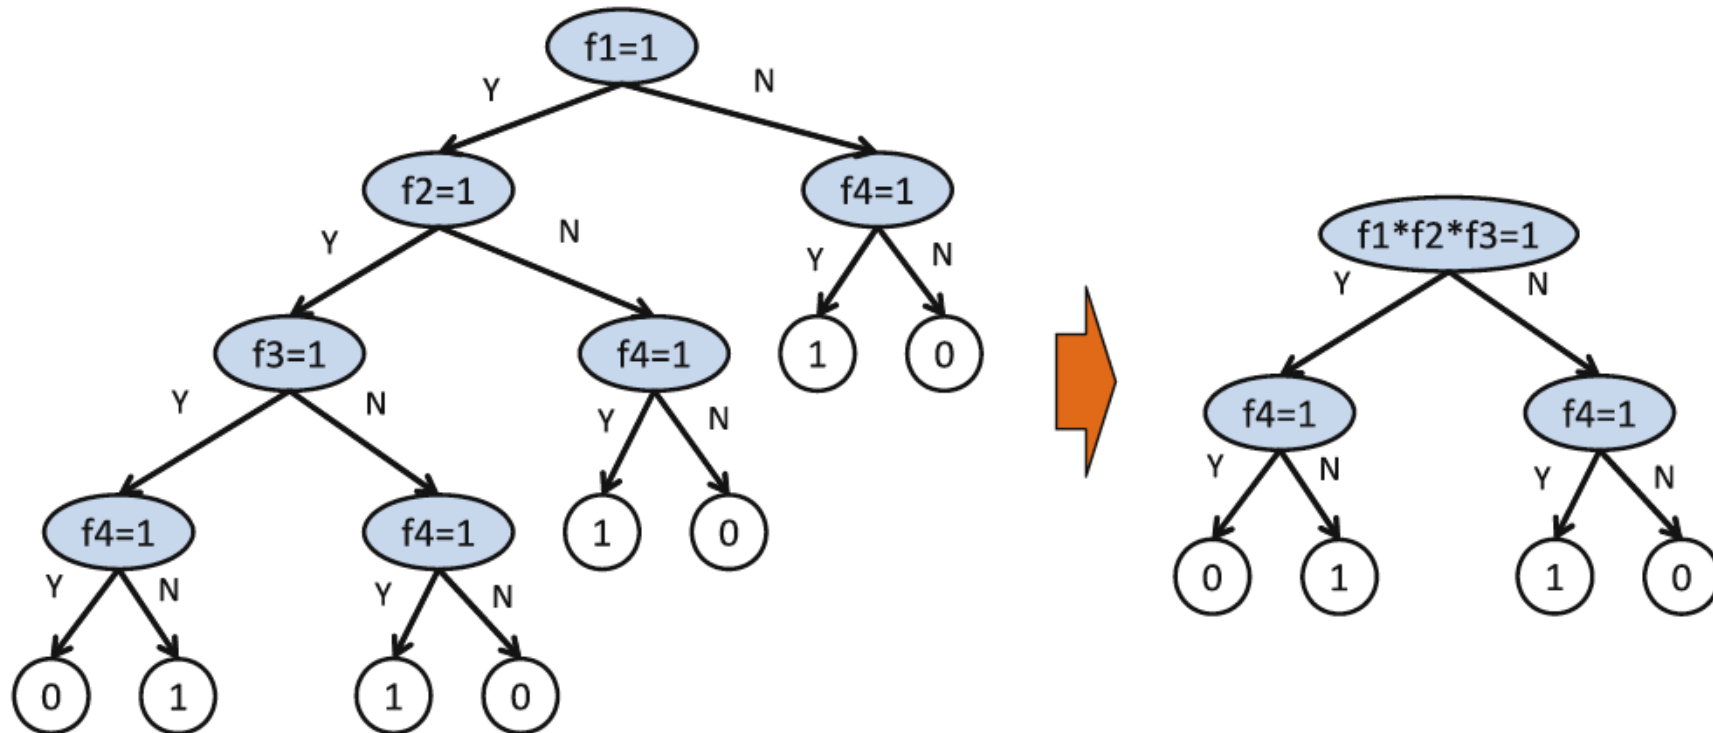 f1=1
Y N
f2=1 f4=1
f1*f2*f3=1
Y N Y N
Y N
f3=1 f4=1 1 0
Y N Y N
f4=1 f4=1
Y N Y N
f4=1 f4=1 1 0
Y N Y N
0 1 1 0
0 1 1 0